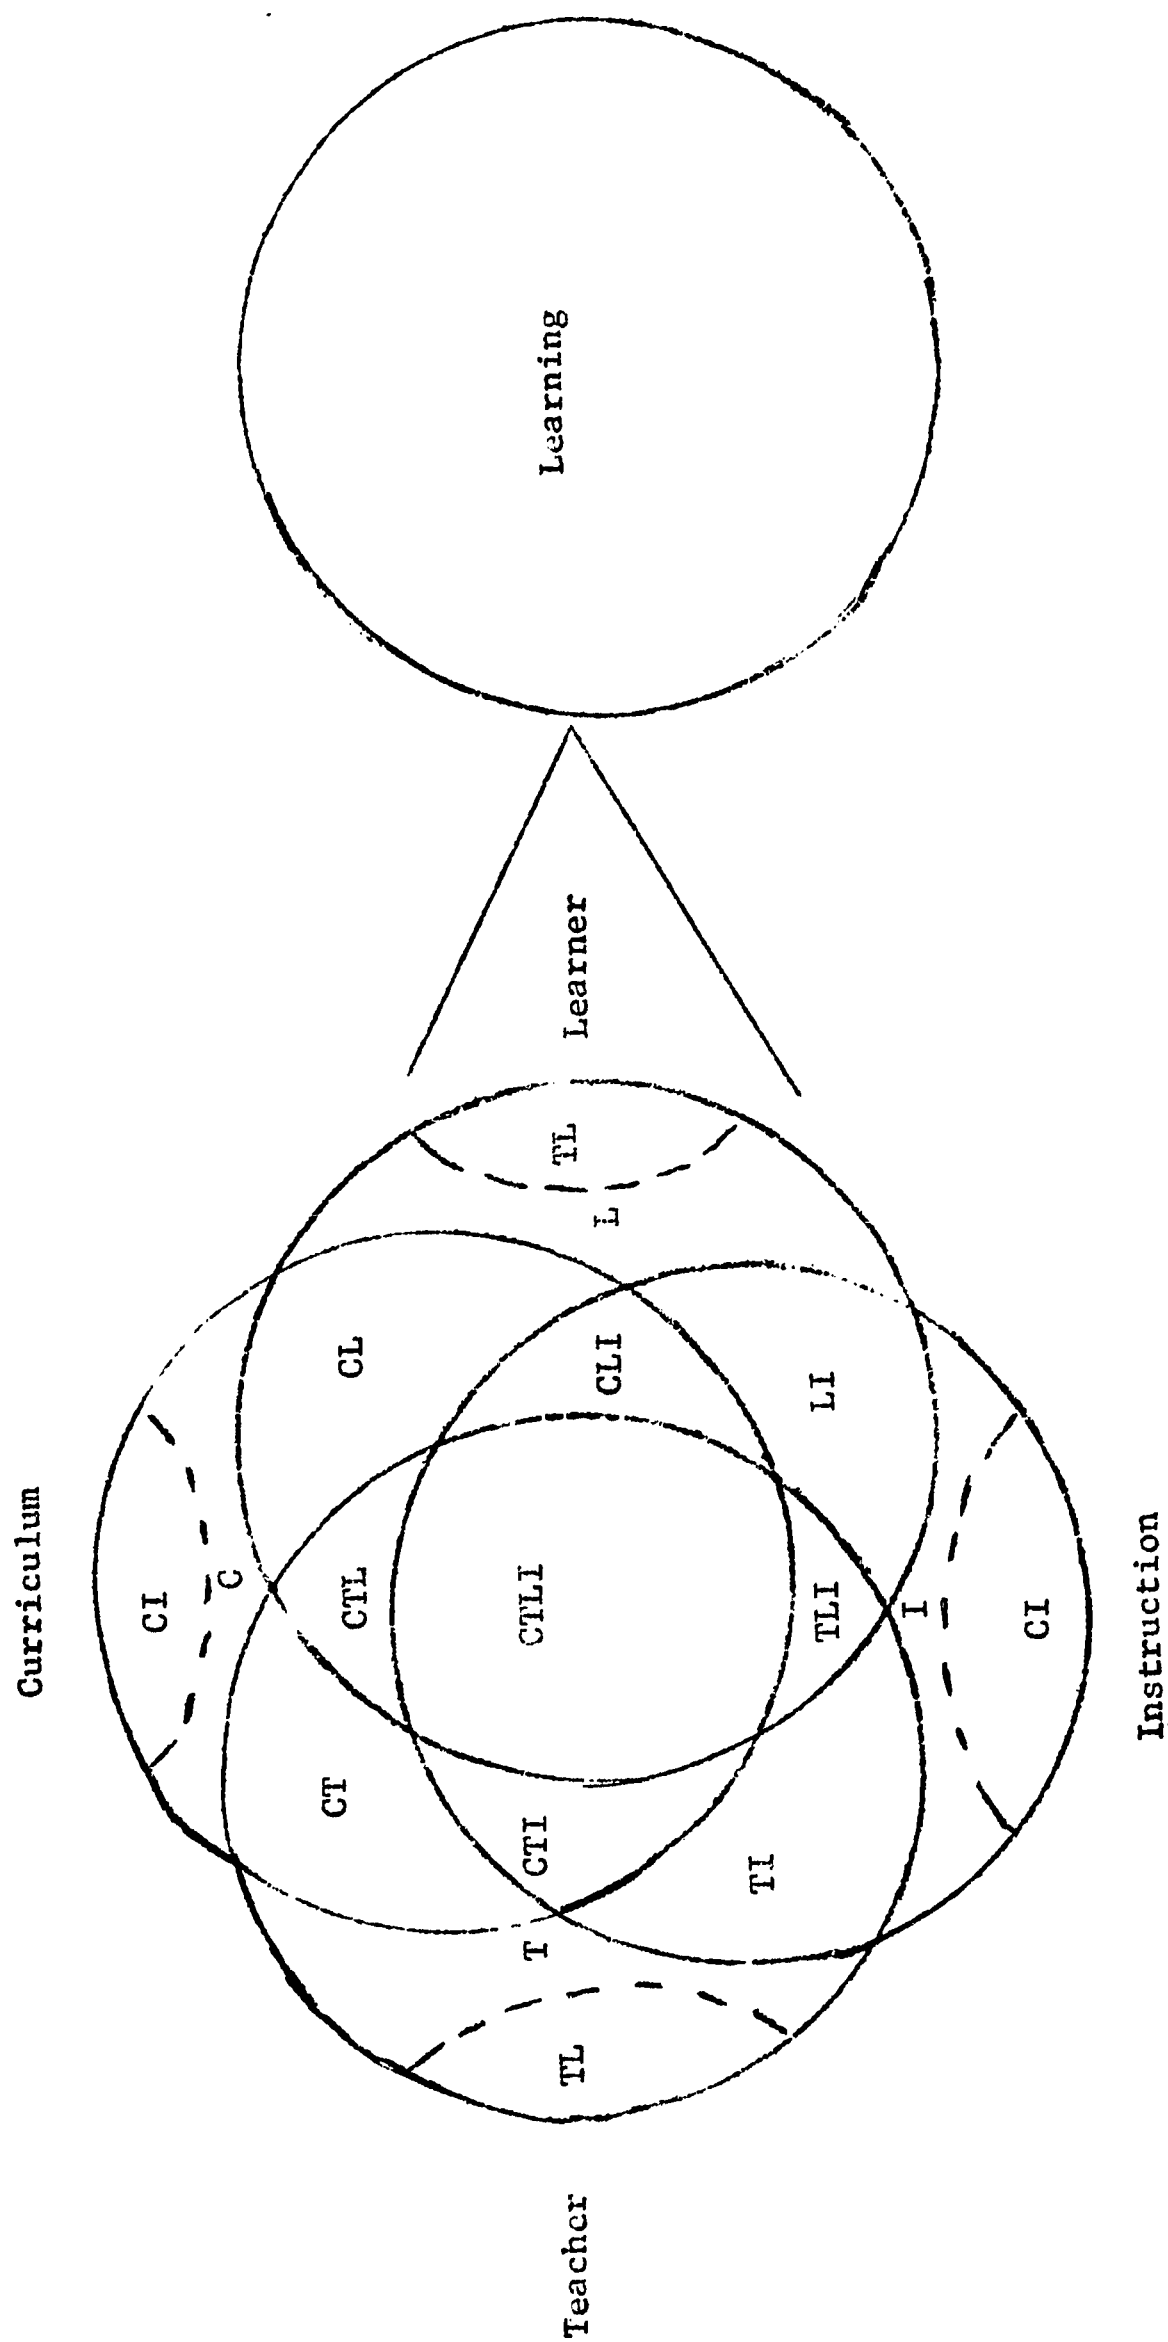 Curriculum
CI
C
CT CTL CL
Teacher TL T CTI CTLI CLI L TL Learner Learning
TI TLI LI
I
CI
Instruction